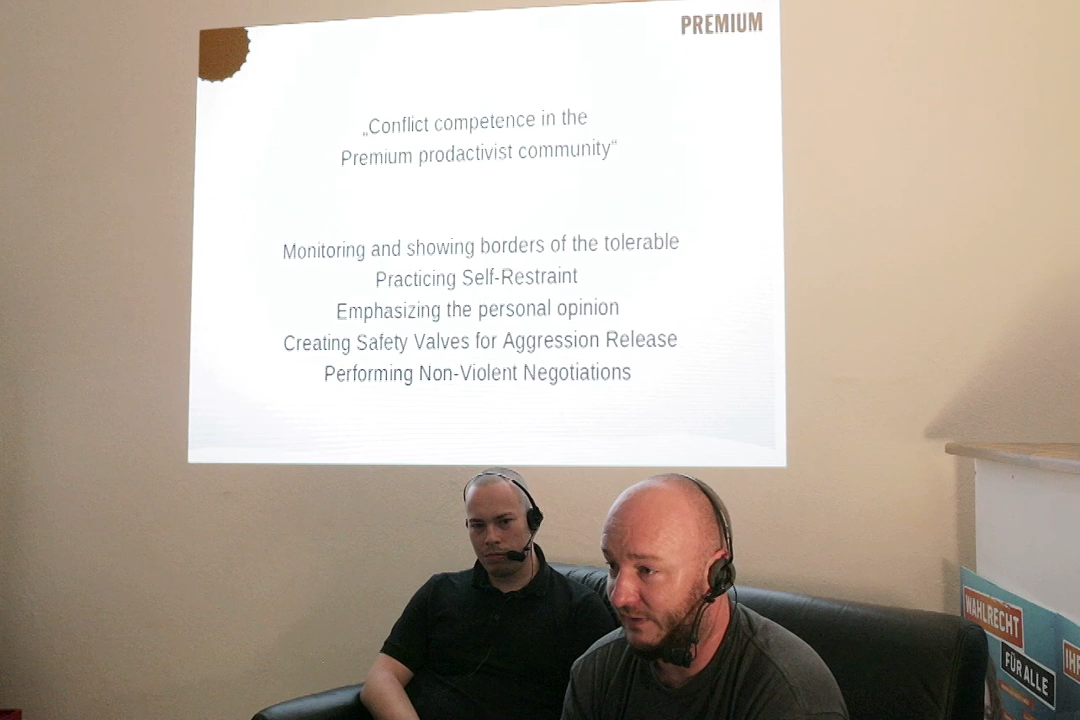 PREMIUM
„Conflict competence in the
Premium prodactivist community“
Monitoring and showing borders of the tolerable
Practicing Self-Restraint
Emphasizing the personal opinion
Creating Safety Valves for Aggression Release
Performing Non-Violent Negotiations
WAHLRECHT
FÜR ALLE